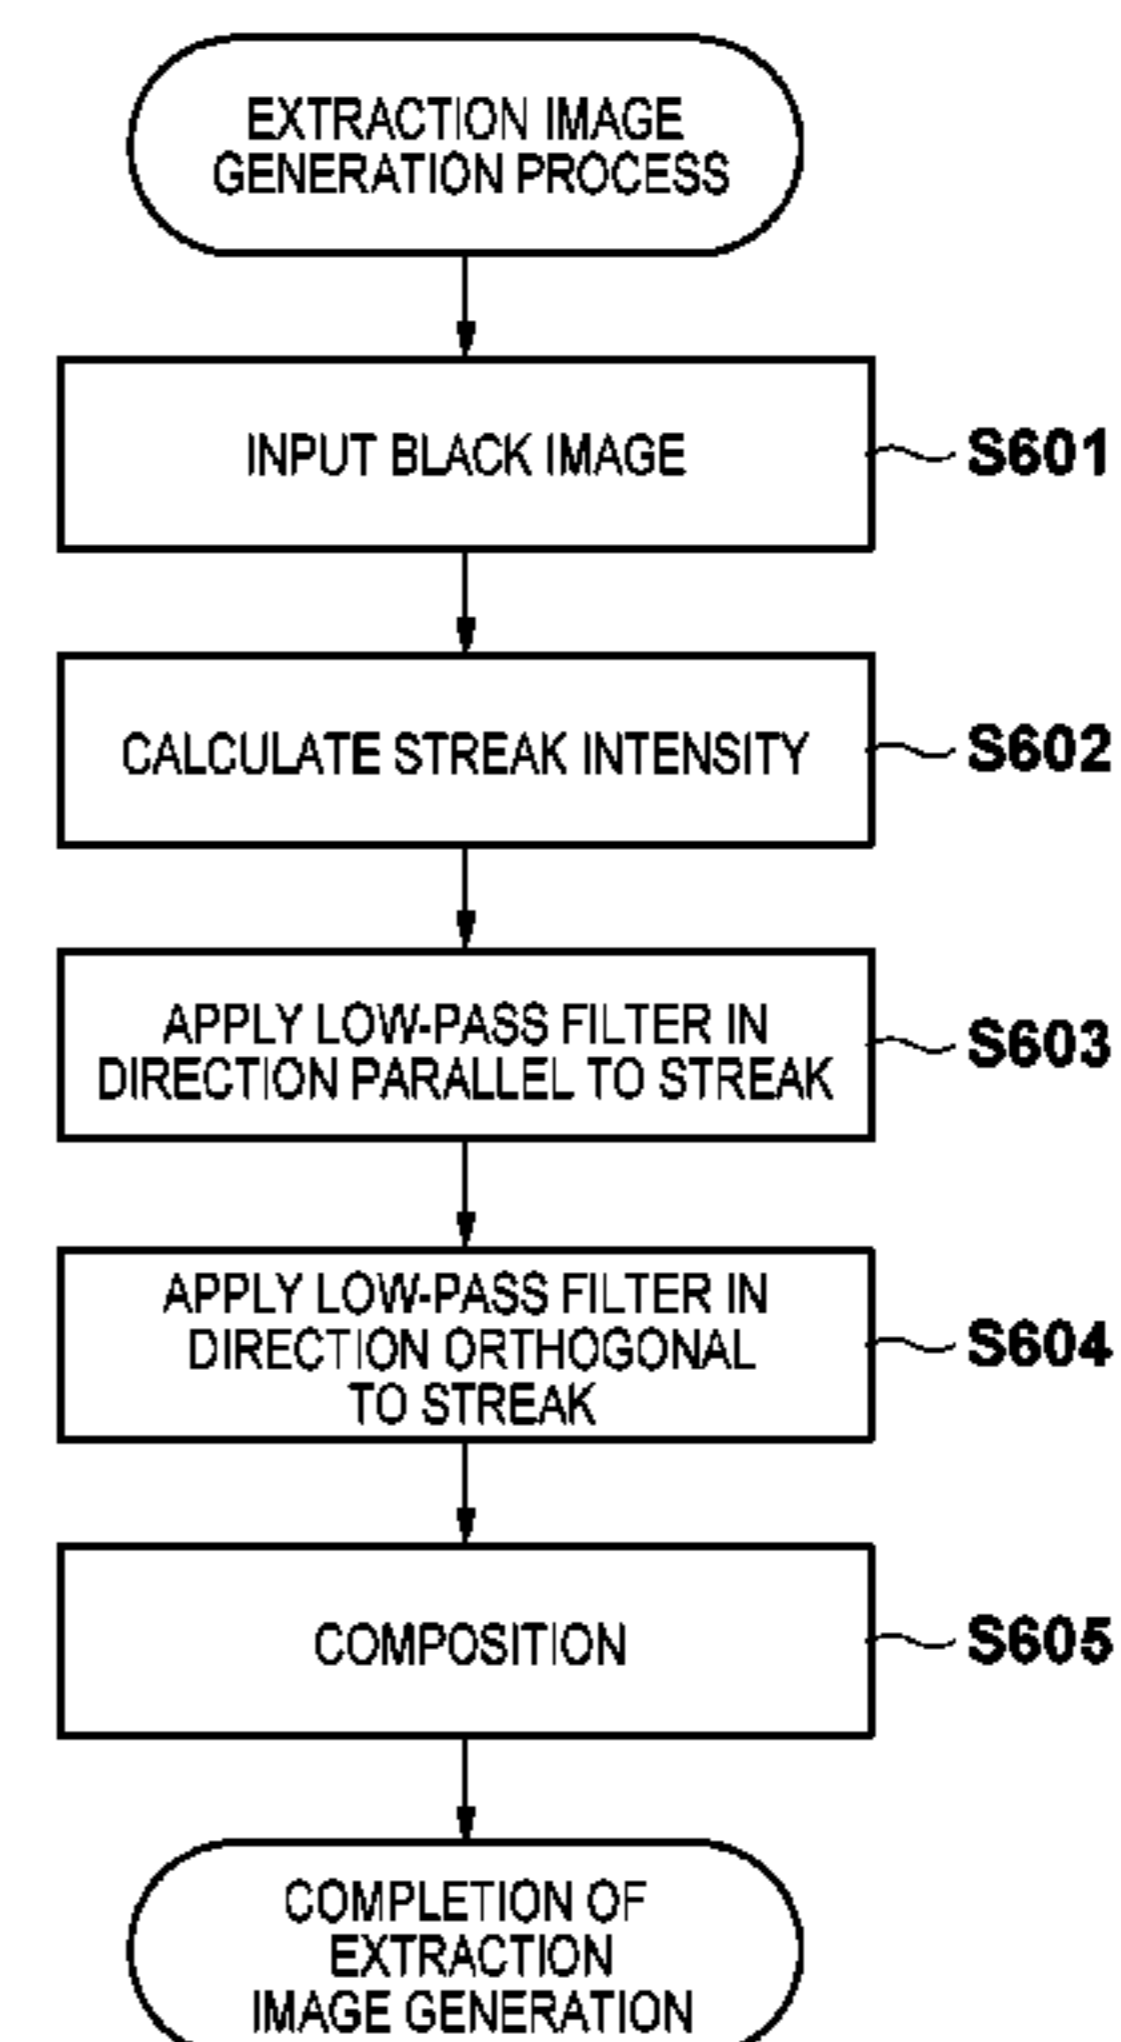 EXTRACTION IMAGE
GENERATION PROCESS
INPUT BLACK IMAGE
S601
CALCULATE STREAK INTENSITY
S602
APPLY LOW-PASS FILTER IN
DIRECTION PARALLEL TO STREAK
S603
APPLY LOW-PASS FILTER IN
DIRECTION ORTHOGONAL
TO STREAK
S604
COMPOSITION
S605
COMPLETION OF
EXTRACTION
IMAGE GENERATION